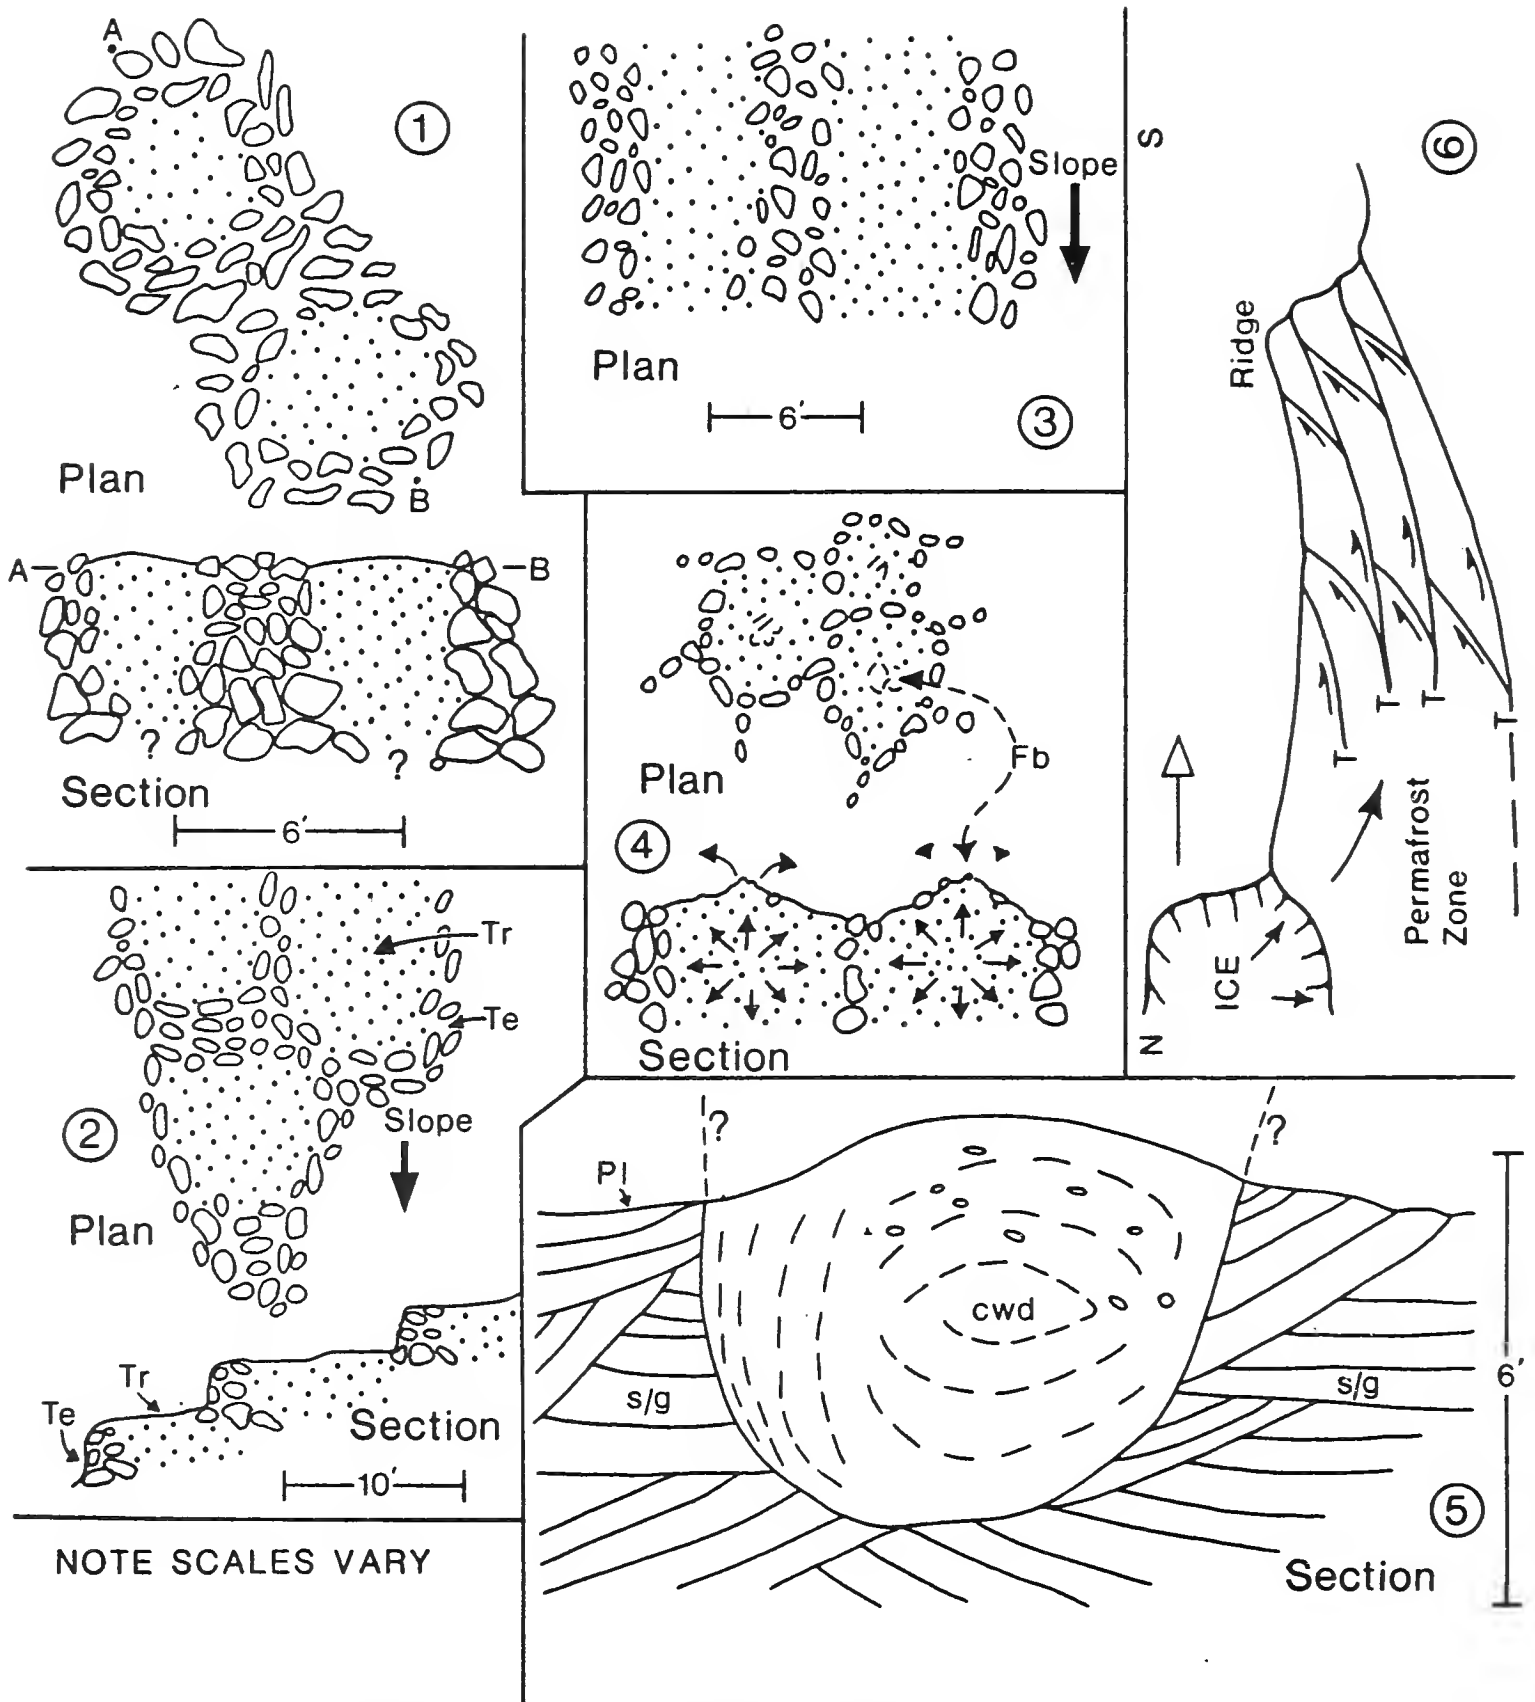 A
1
B
Plan
A
B
?
?
Section
6'
Slope
Plan
6'
3
S
6
Ridge
T
T
T
T
Permafrost
Zone
ICE
N
Fb
Plan
4
Section
Tr
Te
2
Slope
Plan
Tr
Te
Section
10'
NOTE SCALES VARY
?
?
Pl
cwd
s/g
s/g
6'
5
Section